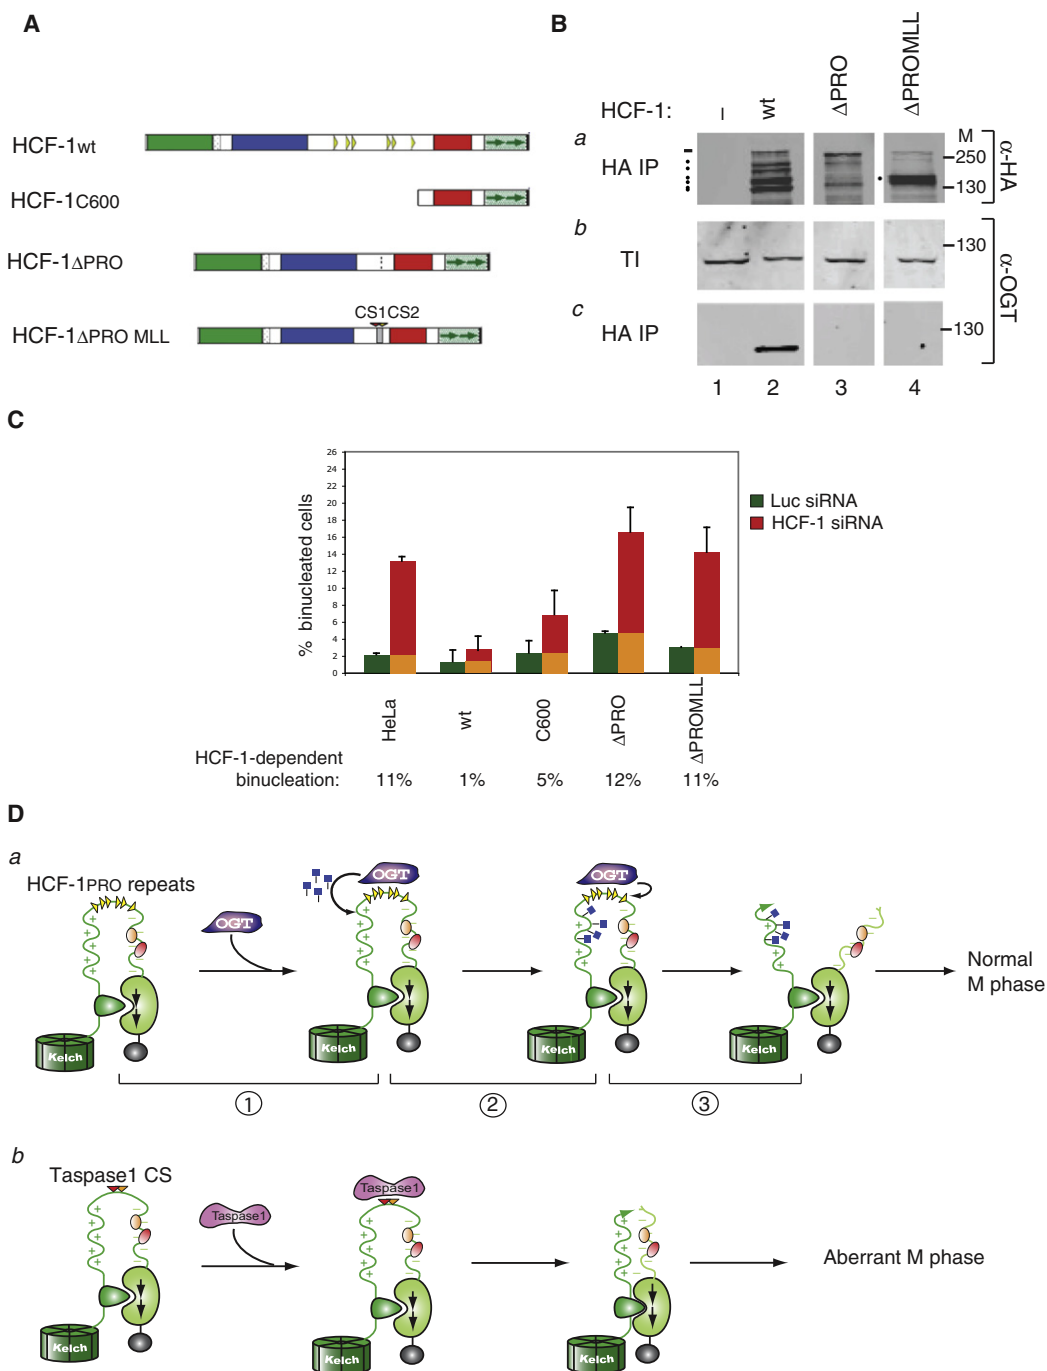 A
HCF-1wt
HCF-1C600
HCF-1ΔPRO
CS1CS2
HCF-1ΔPRO MLL
B
HCF-1: – wt ΔPRO ΔPROMLL
a
HA IP
M
250
130
α-HA
b
TI
130
c
HA IP
130
α-OGT
1 2 3 4
C
% binucleated cells
26
24
22
20
18
16
14
12
10
8
6
4
2
0
Luc siRNA
HCF-1 siRNA
HeLa wt C600 ΔPRO ΔPROMLL
HCF-1-dependent
binucleation: 11% 1% 5% 12% 11%
D
a
HCF-1PRO repeats
OGT
OGT
OGT
+ + + +
– – –
Kelch
Kelch
Kelch
Kelch
Normal
M phase
1 2 3
b
Taspase1 CS
Taspase1
Taspase1
Kelch
Kelch
Kelch
Aberrant M phase